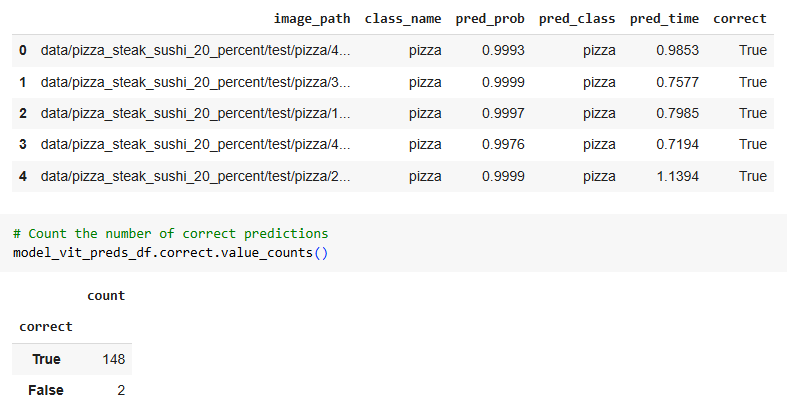 image_path class_name pred_prob pred_class pred_time correct
0 data/pizza_steak_sushi_20_percent/test/pizza/4... pizza 0.9993 pizza 0.9853 True
1 data/pizza_steak_sushi_20_percent/test/pizza/3... pizza 0.9999 pizza 0.7577 True
2 data/pizza_steak_sushi_20_percent/test/pizza/1... pizza 0.9997 pizza 0.7985 True
3 data/pizza_steak_sushi_20_percent/test/pizza/4... pizza 0.9976 pizza 0.7194 True
4 data/pizza_steak_sushi_20_percent/test/pizza/2... pizza 0.9999 pizza 1.1394 True
# Count the number of correct predictions
model_vit_preds_df.correct.value_counts()
count
correct
True 148
False 2